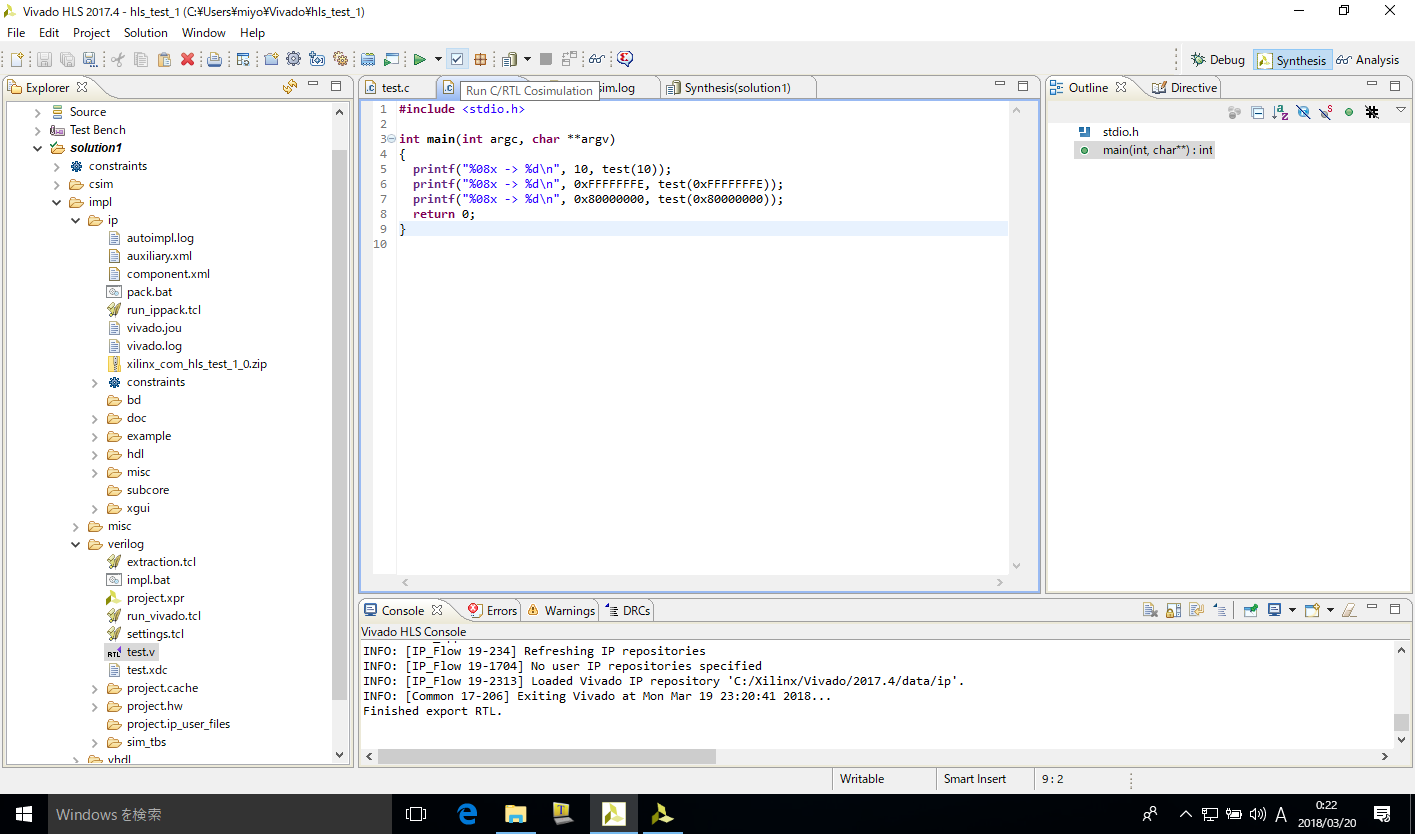 Vivado HLS 2017.4 - hls_test_1 (C:¥Users¥miyo¥Vivado¥hls_test_1)
File Edit Project Solution Window Help
Debug Synthesis Analysis
Explorer
Source
Test Bench
solution1
constraints
csim
impl
ip
autoimpl.log
auxiliary.xml
component.xml
pack.bat
run_ippack.tcl
vivado.jou
vivado.log
xilinx_com_hls_test_1_0.zip
constraints
bd
doc
example
hdl
misc
subcore
xgui
misc
verilog
extraction.tcl
impl.bat
project.xpr
run_vivado.tcl
settings.tcl
RTL test.v
test.xdc
project.cache
project.hw
project.ip_user_files
sim_tbs
vhdl
test.c sim.log Synthesis(solution1)
Run C/RTL Cosimulation
1 #include <stdio.h>
2
3 int main(int argc, char **argv)
4 {
5 printf("%08x -> %d\n", 10, test(10));
6 printf("%08x -> %d\n", 0xFFFFFFFE, test(0xFFFFFFFE));
7 printf("%08x -> %d\n", 0x80000000, test(0x80000000));
8 return 0;
9 }
10
Outline Directive
stdio.h
main(int, char**) : int
Console Errors Warnings DRCs
Vivado HLS Console
INFO: [IP_Flow 19-234] Refreshing IP repositories
INFO: [IP_Flow 19-1704] No user IP repositories specified
INFO: [IP_Flow 19-2313] Loaded Vivado IP repository 'C:/Xilinx/Vivado/2017.4/data/ip'.
INFO: [Common 17-206] Exiting Vivado at Mon Mar 19 23:20:41 2018...
Finished export RTL.
Writable Smart Insert 9 : 2
Windows を検索
A
0:22
2018/03/20